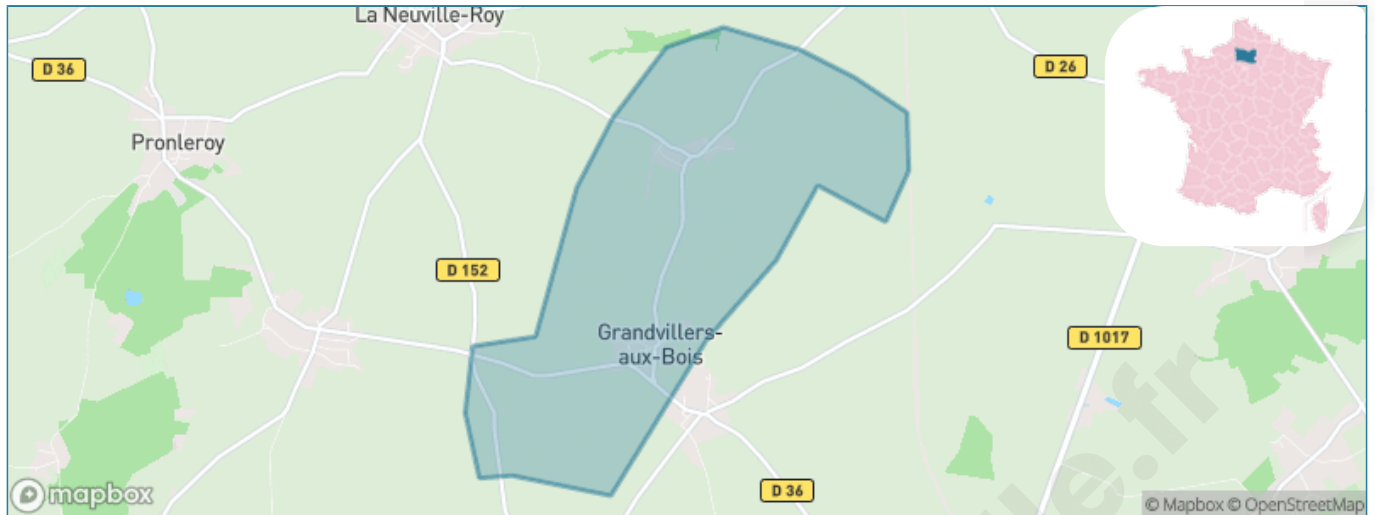 La Neuville-Roy
D 36
D 26
Pronleroy
D 152
Grandvillers-
aux-Bois
D 1017
D 36
mapbox
© Mapbox © OpenStreetMap